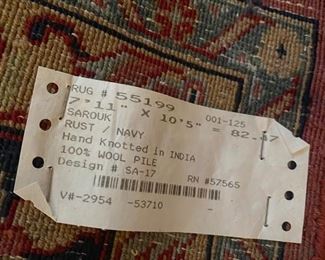 RUG # 55199 001-125
7'11" X 10'5" = 82.47
SAROUK
RUST / NAVY
Hand Knotted in INDIA
100% WOOL PILE
Design # SA-17 RN #57565
V#-2954 -53710 -